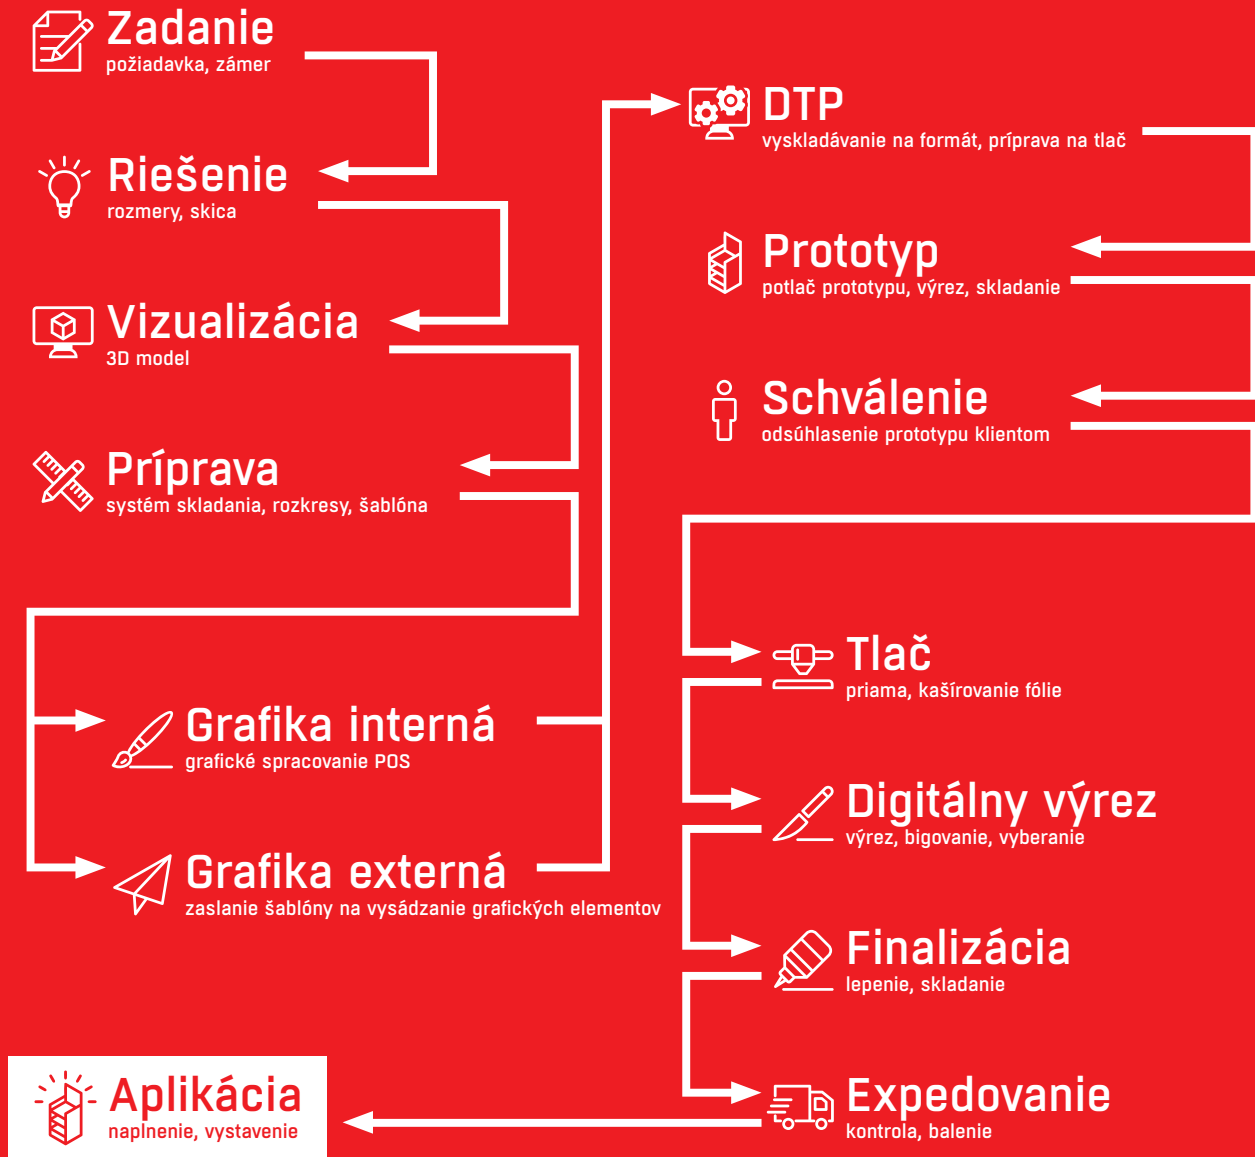 Zadanie
požiadavka, zámer
Riešenie
rozmery, skica
Vizualizácia
3D model
Príprava
systém skladania, rozkresy, šablóna
Grafika interná
grafické spracovanie POS
Grafika externá
zaslanie šablóny na vysádzanie grafických elementov
DTP
vyskladávanie na formát, príprava na tlač
Prototyp
potlač prototypu, výrez, skladanie
Schválenie
odsúhlasenie prototypu klientom
Tlač
priama, kašírovanie fólie
Digitálny výrez
výrez, bigovanie, vyberanie
Finalizácia
lepenie, skladanie
Expedovanie
kontrola, balenie
Aplikácia
naplnenie, vystavenie